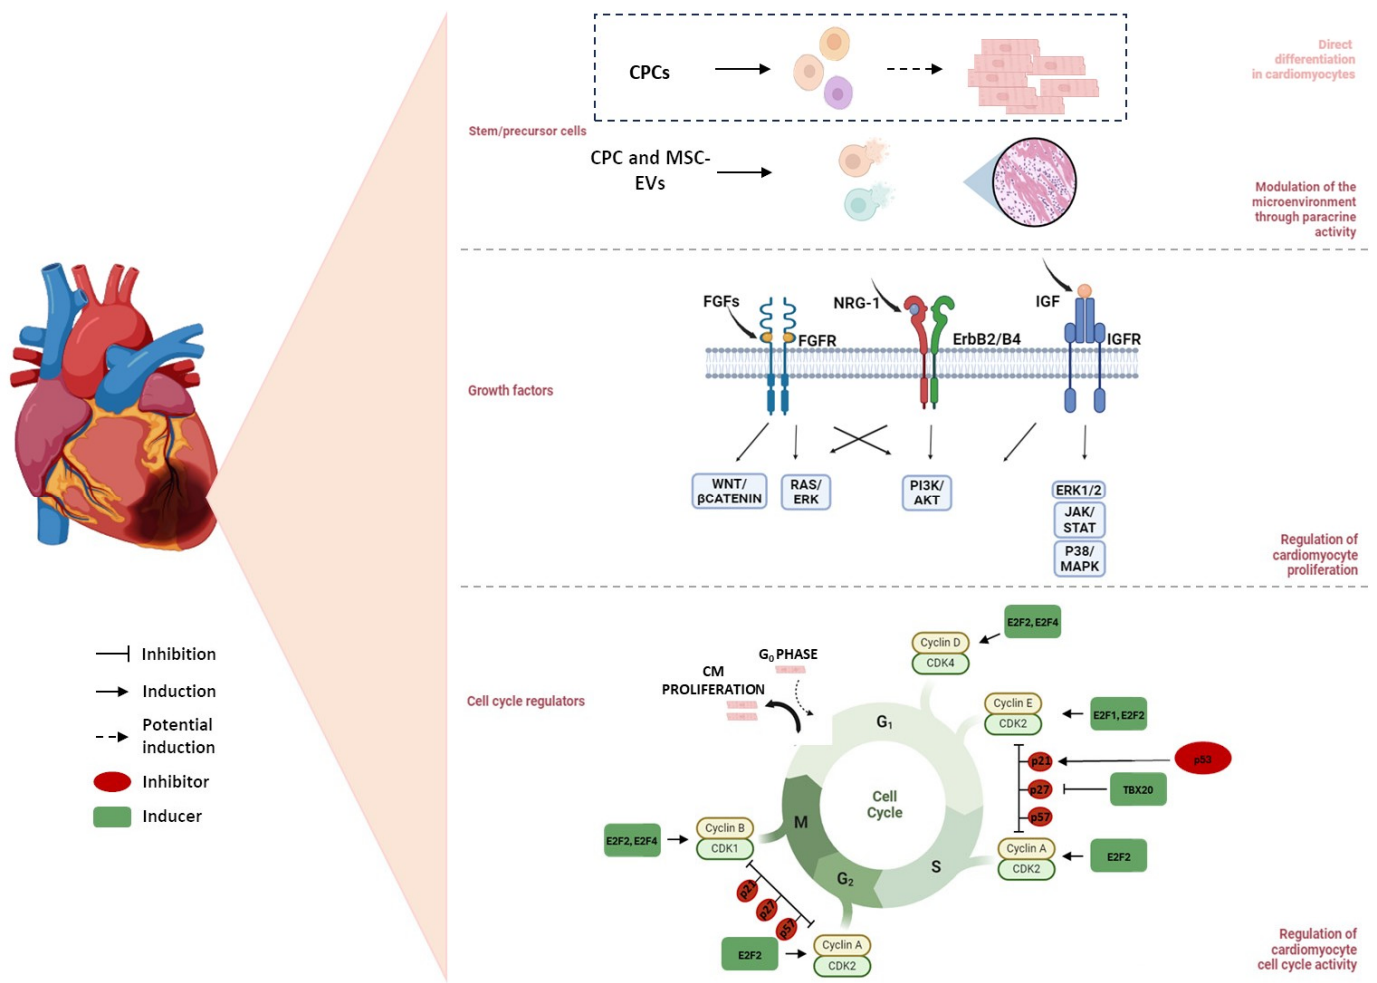 CPCs
Direct
differentiation
in cardiomyocytes
Stem/precursor cells
CPC and MSC-
EVs
Modulation of the
microenvironment
through paracrine
activity
FGFs
FGFR
NRG-1
ErbB2/B4
IGF
IGFR
Growth factors
WNT/
βCATENIN
RAS/
ERK
PI3K/
AKT
ERK1/2
JAK/
STAT
P38/
MAPK
Regulation of
cardiomyocyte
proliferation
Inhibition
Induction
Potential
induction
Inhibitor
Inducer
Cell cycle regulators
CM
PROLIFERATION
G₀ PHASE
E2F2, E2F4
Cyclin D
CDK4
Cyclin E
CDK2
E2F1, E2F2
p21
p53
p27
TBX20
p57
Cyclin A
CDK2
E2F2
G₁
S
G₂
M
Cell
Cycle
E2F2, E2F4
Cyclin B
CDK1
p21
p27
p57
E2F2
Cyclin A
CDK2
Regulation of
cardiomyocyte
cell cycle activity